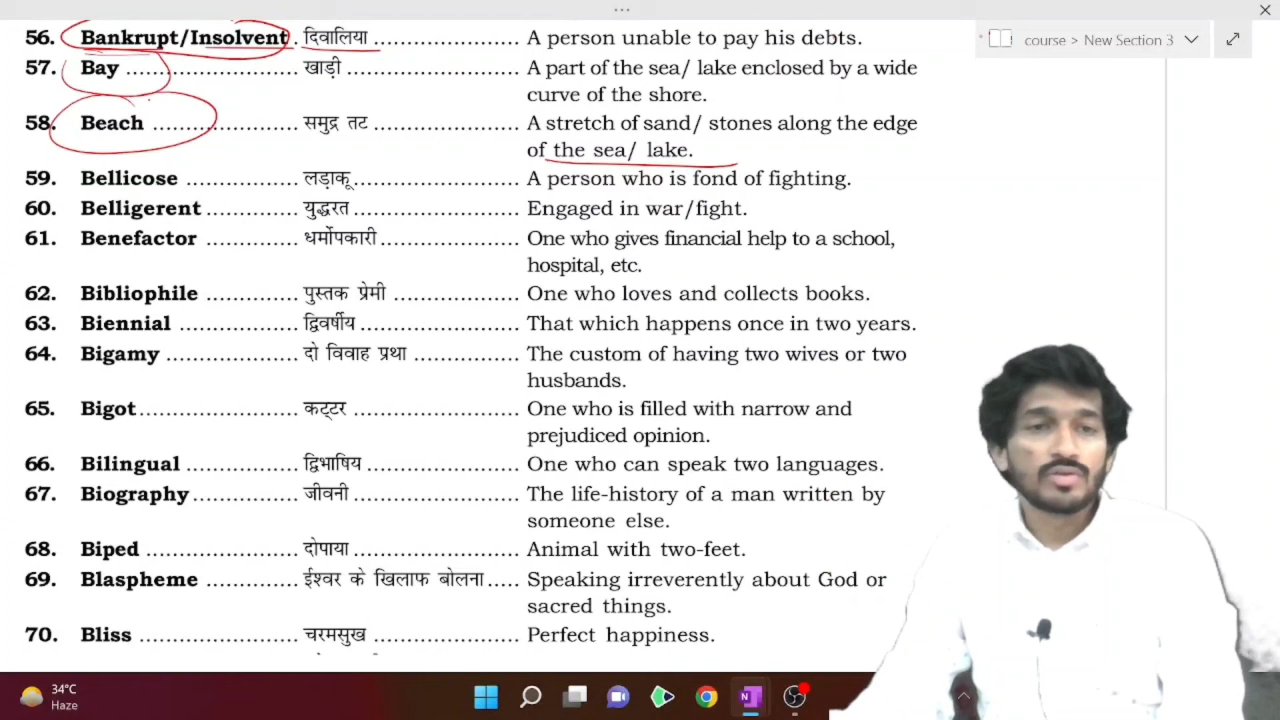 course > New Section 3
56. Bankrupt/Insolvent . दिवालिया ...................... A person unable to pay his debts.
57. Bay .......................... खाड़ी ............................... A part of the sea/ lake enclosed by a wide
curve of the shore.
58. Beach ...................... समुद्र तट ........................ A stretch of sand/ stones along the edge
of the sea/ lake.
59. Bellicose ................. लड़ाकू......................... A person who is fond of fighting.
60. Belligerent .............. युद्धरत ......................... Engaged in war/fight.
61. Benefactor .............. धर्मोपकारी..................... One who gives financial help to a school,
hospital, etc.
62. Bibliophile .............. पुस्तक प्रेमी ................... One who loves and collects books.
63. Biennial .................. द्विवर्षीय ........................ That which happens once in two years.
64. Bigamy .................... दो विवाह प्रथा ................ The custom of having two wives or two
husbands.
65. Bigot........................ कट्टर ......................... One who is filled with narrow and
prejudiced opinion.
66. Bilingual ................. द्विभाषिय ....................... One who can speak two languages.
67. Biography................ जीवनी .......................... The life-history of a man written by
someone else.
68. Biped ....................... दोपाया ......................... Animal with two-feet.
69. Blaspheme .............. ईश्वर के खिलाफ बोलना..... Speaking irreverently about God or
sacred things.
70. Bliss ........................ चरमसुख ....................... Perfect happiness.
34°C
Haze